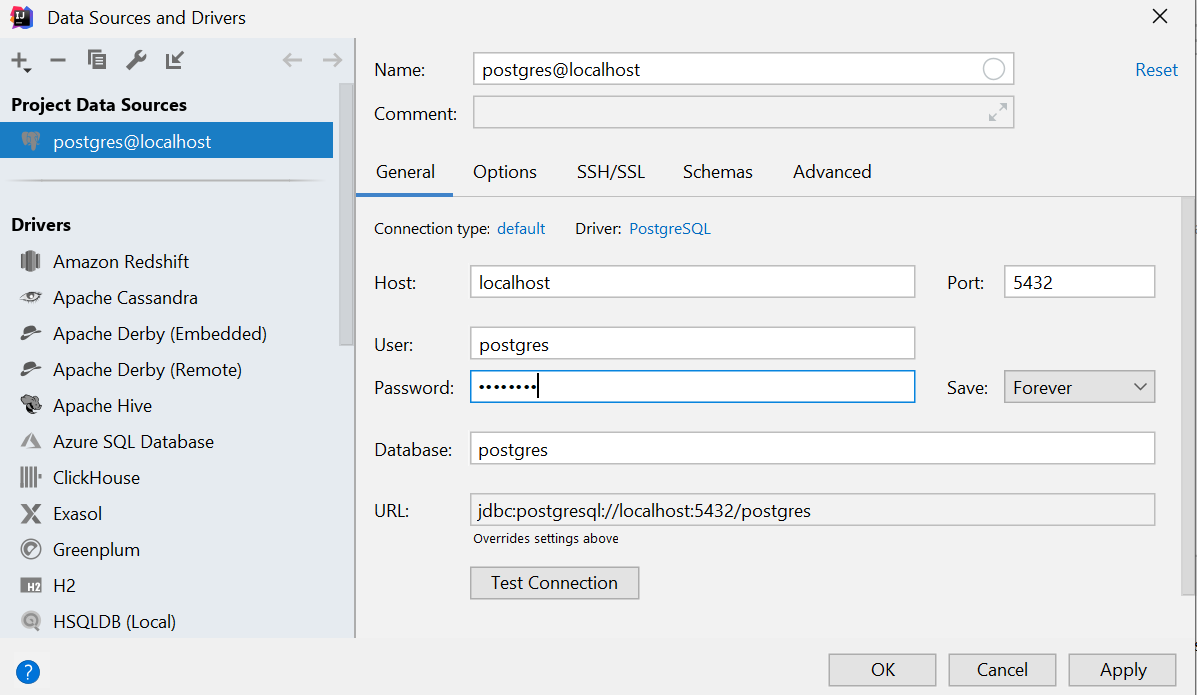 IJ Data Sources and Drivers
Project Data Sources
postgres@localhost
Drivers
Amazon Redshift
Apache Cassandra
Apache Derby (Embedded)
Apache Derby (Remote)
Apache Hive
Azure SQL Database
ClickHouse
Exasol
Greenplum
H2 H2
HSQLDB (Local)
?
Name: postgres@localhost Reset
Comment:
General Options SSH/SSL Schemas Advanced
Connection type: default Driver: PostgreSQL
Host: localhost Port: 5432
User: postgres
Password: •••••••• Save: Forever
Database: postgres
URL: jdbc:postgresql://localhost:5432/postgres
Overrides settings above
Test Connection
OK Cancel Apply